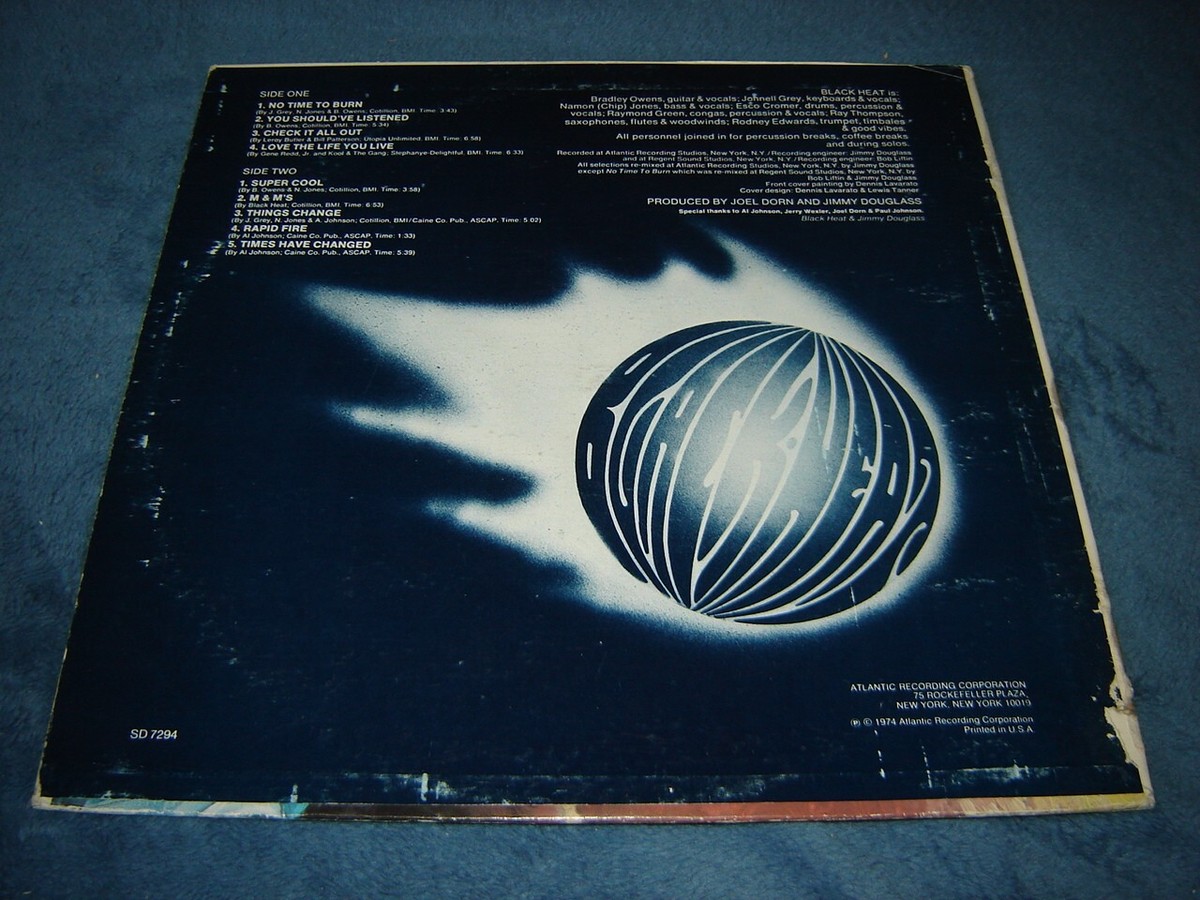 SIDE ONE
1. NO TIME TO BURN
(By J. Grey, N. Jones & B. Owens; Cotillion, BMI. Time: 3:43)
2. YOU SHOULD'VE LISTENED
(By B. Owens; Cotillion, BMI. Time: 5:34)
3. CHECK IT ALL OUT
(By Leroy Butler & Bill Patterson; Utopia Unlimited, BMI. Time: 6:58)
4. LOVE THE LIFE YOU LIVE
(By Gene Redd, Jr. and Kool & The Gang; Stephanye-Delightful, BMI. Time: 6:33)
SIDE TWO
1. SUPER COOL
(By B. Owens & N. Jones; Cotillion, BMI. Time: 3:58)
2. M & M'S
(By Black Heat; Cotillion, BMI. Time: 6:53)
3. THINGS CHANGE
(By J. Grey, N. Jones & A. Johnson; Cotillion, BMI/Caine Co. Pub., ASCAP. Time: 5:02)
4. RAPID FIRE
(By Al Johnson; Caine Co. Pub., ASCAP. Time: 1:33)
5. TIMES HAVE CHANGED
(By Al Johnson; Caine Co. Pub., ASCAP. Time: 5:39)
BLACK HEAT is:
Bradley Owens, guitar & vocals; Johnell Grey, keyboards & vocals;
Namon (Chip) Jones, bass & vocals; Esco Cromer, drums, percussion &
vocals; Raymond Green, congas, percussion & vocals; Ray Thompson,
saxophones, flutes & woodwinds; Rodney Edwards, trumpet, timbales
& good vibes.
All personnel joined in for percussion breaks, coffee breaks
and during solos.
Recorded at Atlantic Recording Studios, New York, N.Y./Recording engineer: Jimmy Douglass
and at Regent Sound Studios, New York, N.Y./Recording engineer: Bob Liftin
All selections re-mixed at Atlantic Recording Studios, New York, N.Y. by Jimmy Douglass
except No Time To Burn which was re-mixed at Regent Sound Studios, New York, N.Y. by
Bob Liftin & Jimmy Douglass
Front cover painting by Dennis Lavarato
Cover design: Dennis Lavarato & Lewis Tanner
PRODUCED BY JOEL DORN AND JIMMY DOUGLASS
Special thanks to Al Johnson, Jerry Wexler, Joel Dorn & Paul Johnson.
Black Heat & Jimmy Douglass
BLACK HEAT
ATLANTIC RECORDING CORPORATION
75 ROCKEFELLER PLAZA,
NEW YORK, NEW YORK 10019
℗ © 1974 Atlantic Recording Corporation
Printed in U.S.A
SD 7294